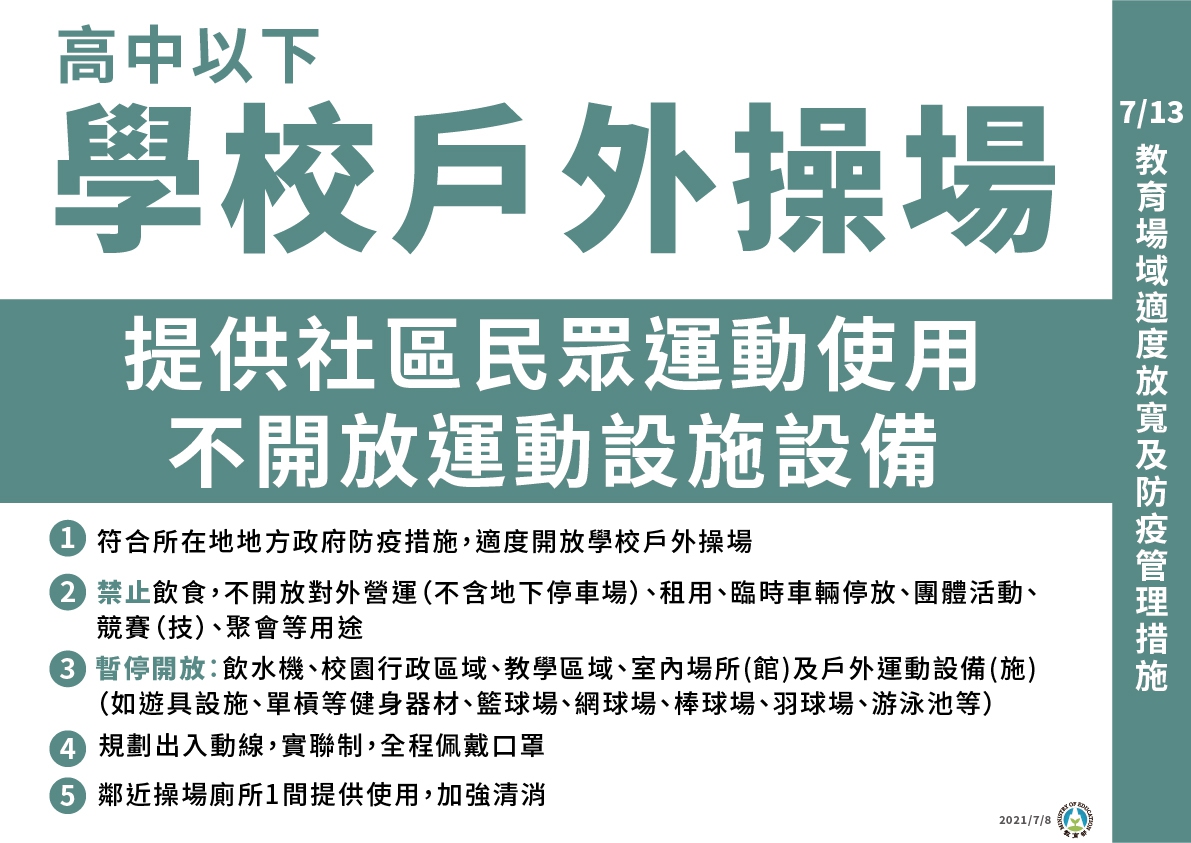 高中以下
學校戶外操場
提供社區民眾運動使用
不開放運動設施設備
1 符合所在地地方政府防疫措施，適度開放學校戶外操場
2 禁止飲食，不開放對外營運（不含地下停車場）、租用、臨時車輛停放、團體活動、
競賽（技）、聚會等用途
3 暫停開放：飲水機、校園行政區域、教學區域、室內場所(館)及戶外運動設備(施)
（如遊具設施、單槓等健身器材、籃球場、網球場、棒球場、羽球場、游泳池等）
4 規劃出入動線，實聯制，全程佩戴口罩
5 鄰近操場廁所1間提供使用，加強清消
7/13
教育場域適度放寬及防疫管理措施
2021/7/8
MINISTRY OF EDUCATION
教育部